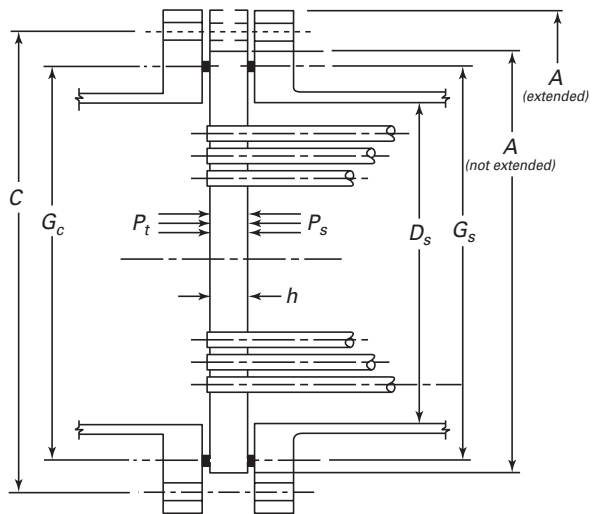 A
(extended)
A
(not extended)
C
G_c
P_t
P_s
D_s
G_s
h